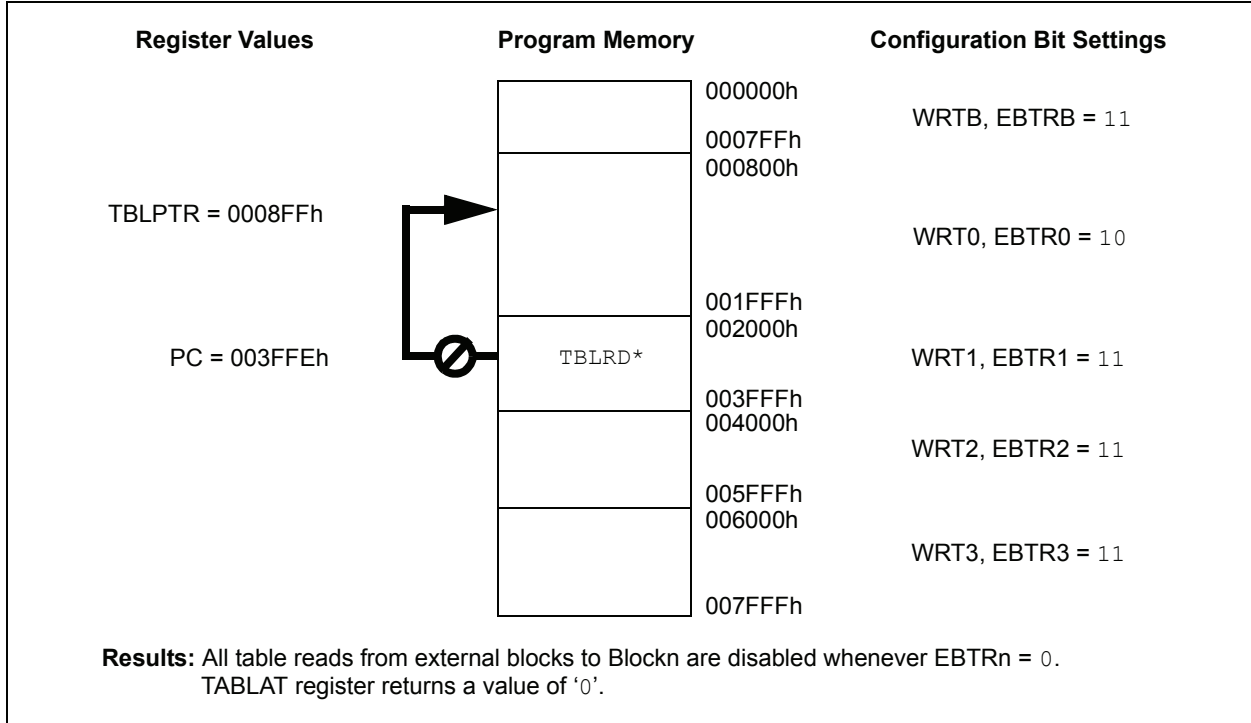 Register Values Program Memory Configuration Bit Settings
000000h
WRTB, EBTRB = 11
0007FFh
000800h
TBLPTR = 0008FFh
WRT0, EBTR0 = 10
001FFFh
002000h
PC = 003FFEh TBLRD* WRT1, EBTR1 = 11
003FFFh
004000h
WRT2, EBTR2 = 11
005FFFh
006000h
WRT3, EBTR3 = 11
007FFFh
Results: All table reads from external blocks to Blockn are disabled whenever EBTRn = 0.
TABLAT register returns a value of ‘0’.